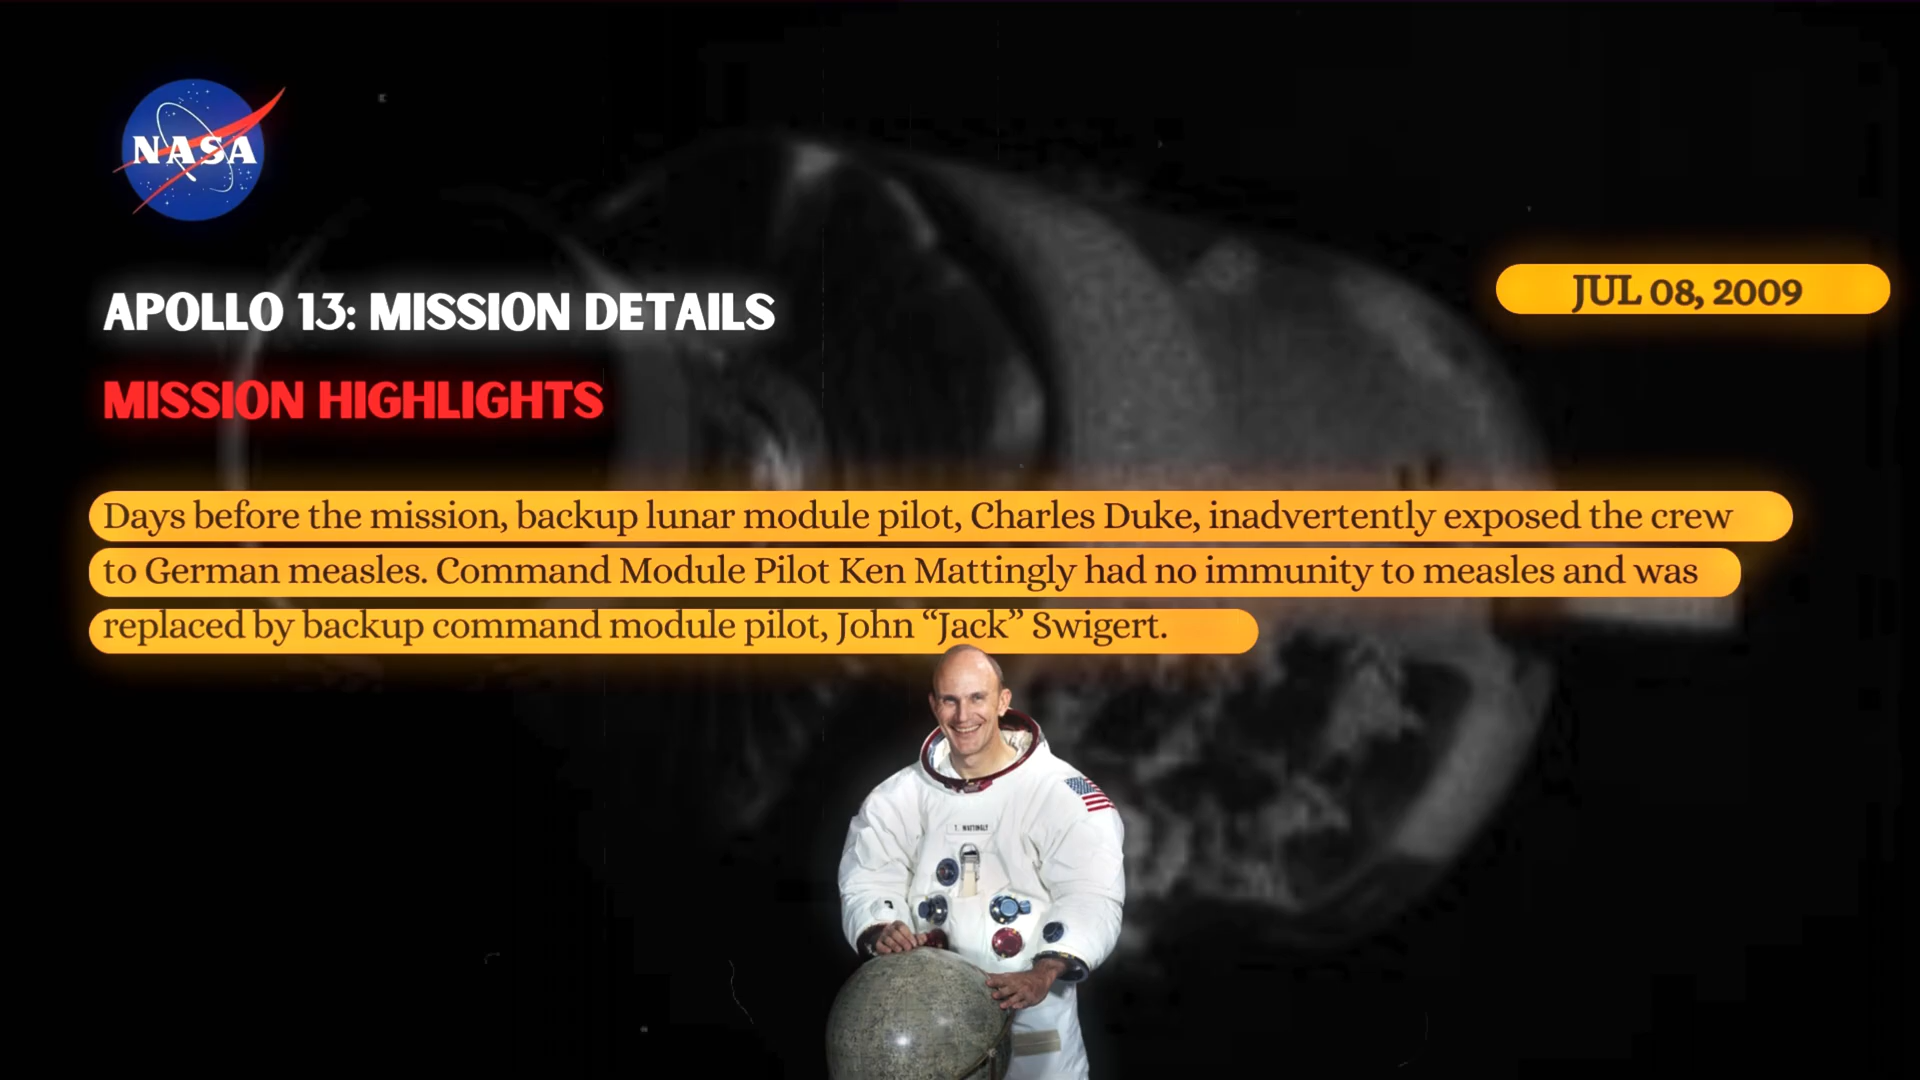 NASA
APOLLO 13: MISSION DETAILS
JUL 08, 2009
MISSION HIGHLIGHTS
Days before the mission, backup lunar module pilot, Charles Duke, inadvertently exposed the crew
to German measles. Command Module Pilot Ken Mattingly had no immunity to measles and was
replaced by backup command module pilot, John “Jack” Swigert.
T. MATTINGLY